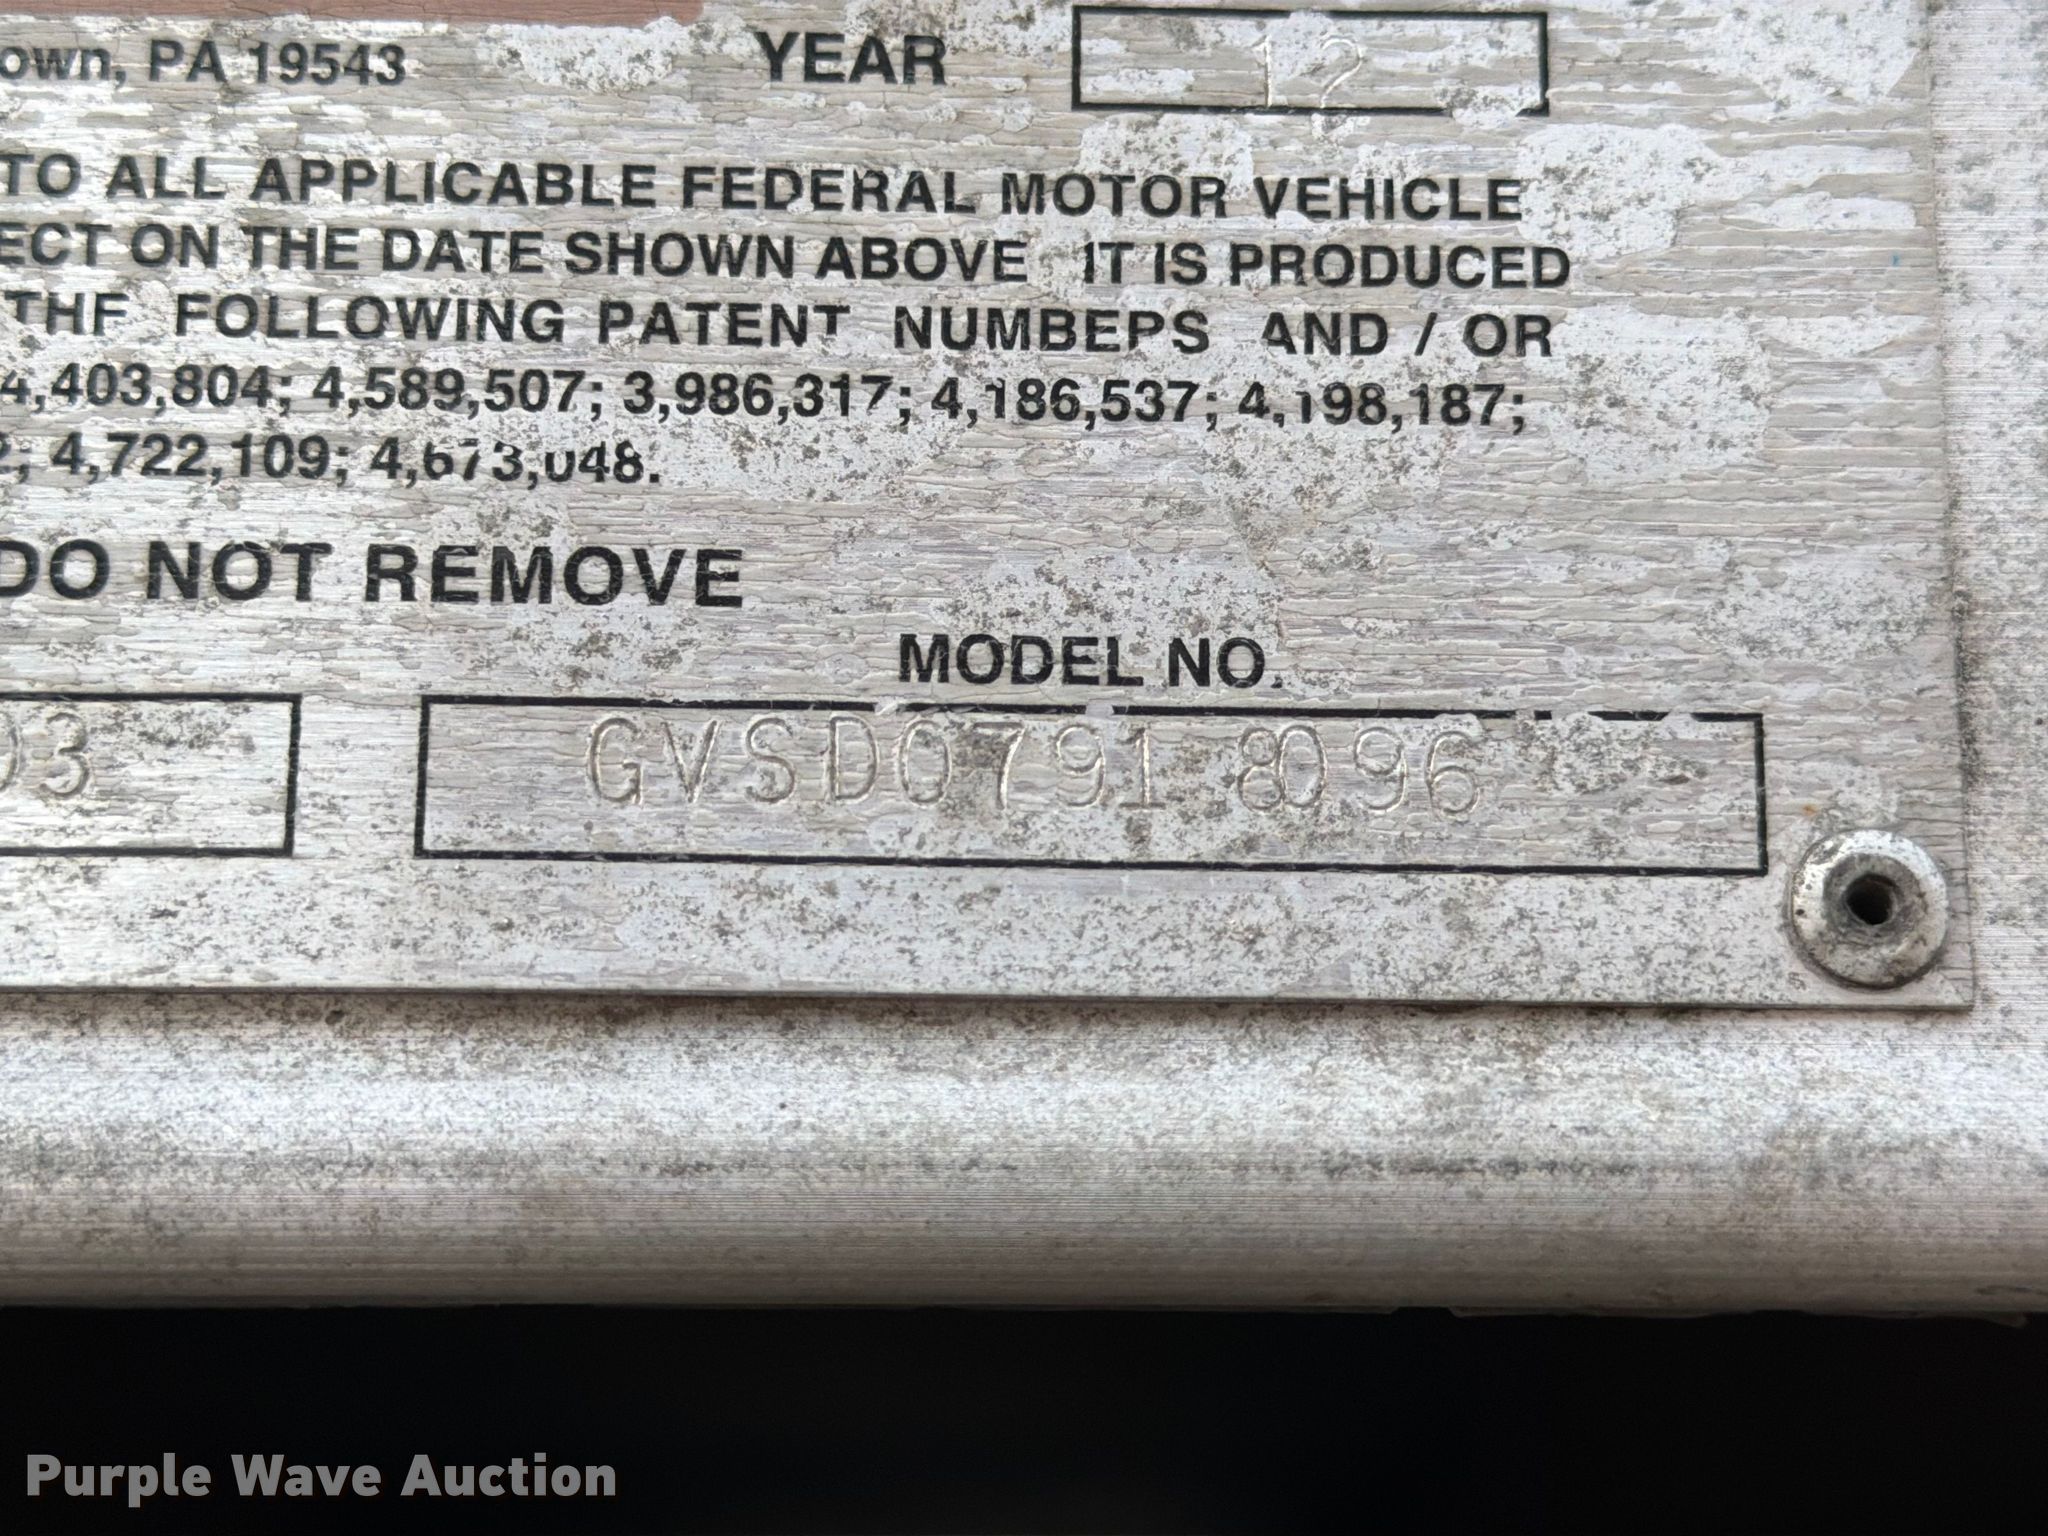 own, PA 19543 YEAR 12
TO ALL APPLICABLE FEDERAL MOTOR VEHICLE
ECT ON THE DATE SHOWN ABOVE IT IS PRODUCED
THE FOLLOWING PATENT NUMBERS AND / OR
4,403,804; 4,589,507; 3,986,317; 4,186,537; 4,198,187;
2; 4,722,109; 4,673,048.
DO NOT REMOVE
MODEL NO.
03 GVSD0791 8096
Purple Wave Auction